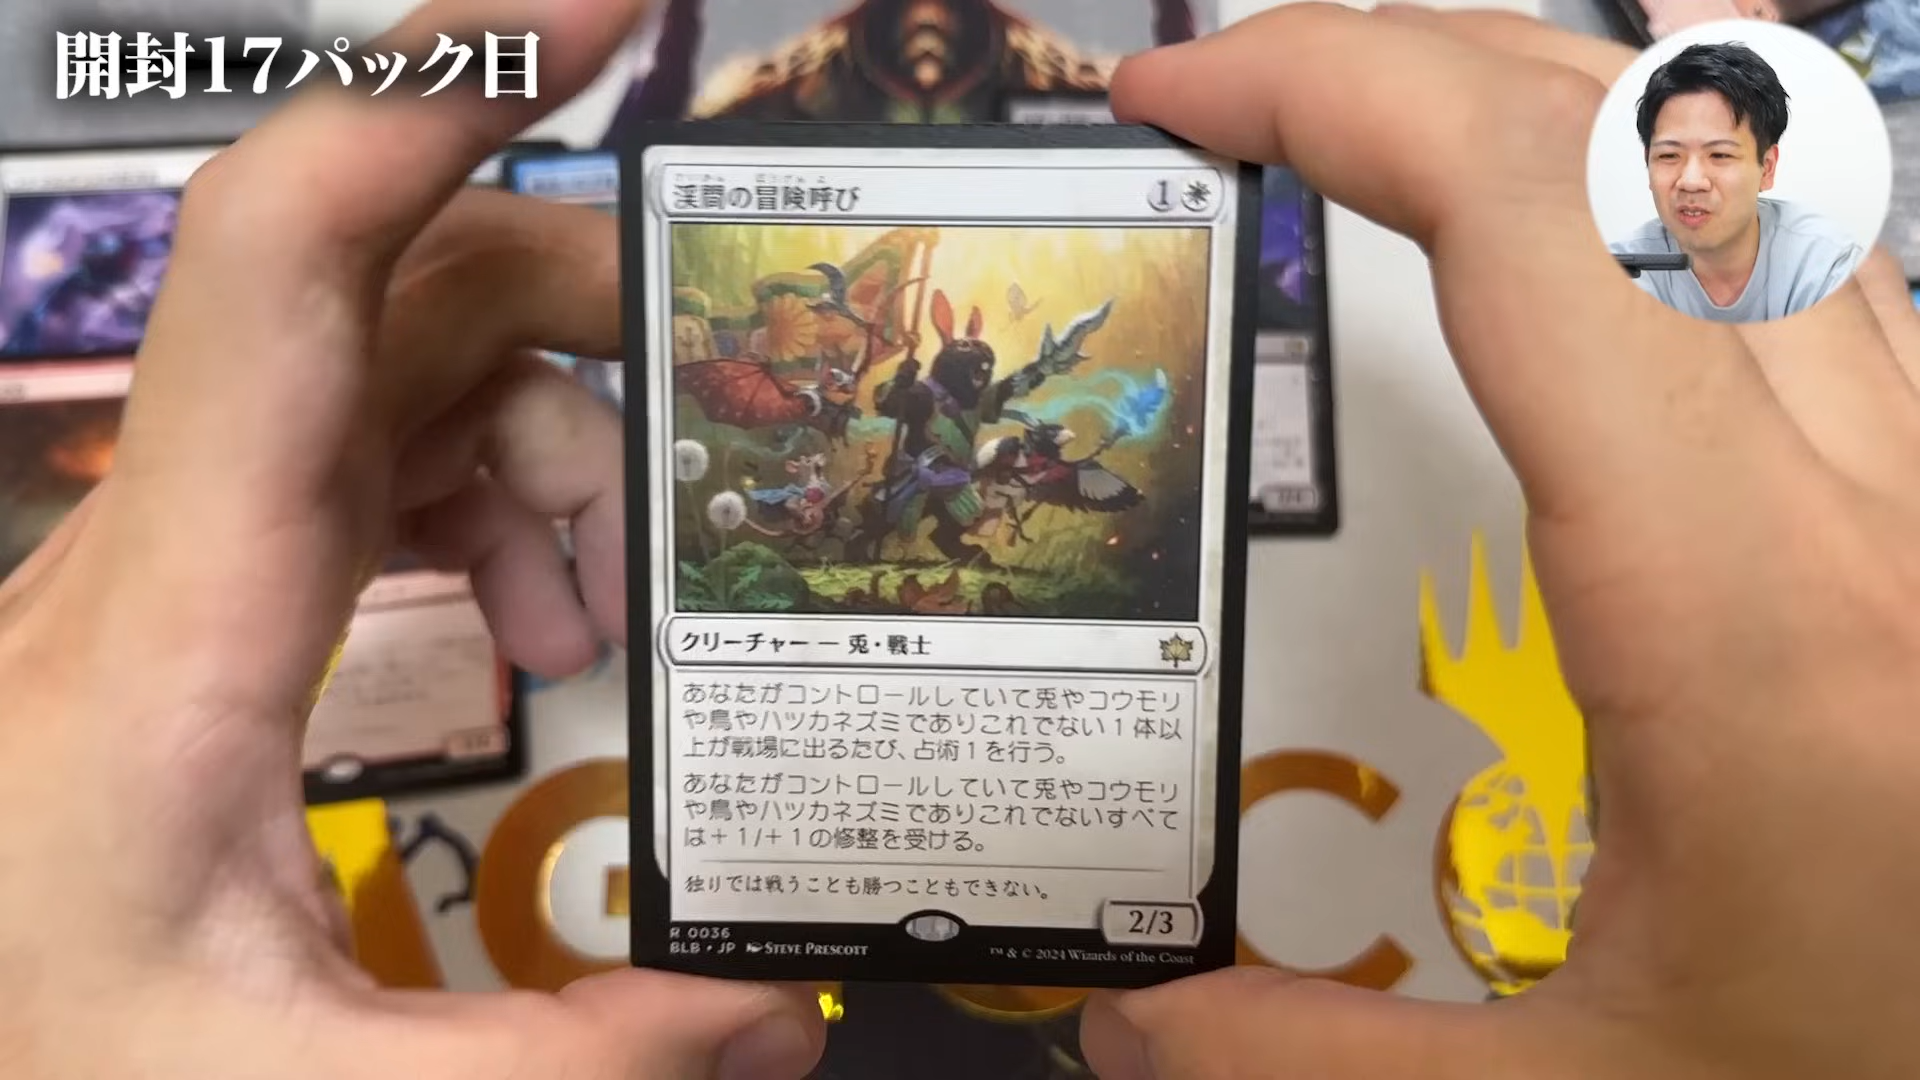 開封17パック目
渓間の冒険呼び
1
クリーチャー ― 兎・戦士
あなたがコントロールしていて兎やコウモリ
や鳥やハツカネズミでありこれでない1体以
上が戦場に出るたび、占術1を行う。
あなたがコントロールしていて兎やコウモリ
や鳥やハツカネズミでありこれでないすべて
は+1/+1の修整を受ける。
独りでは戦うことも勝つこともできない。
2/3
R 0036
BLB • JP STEVE PRESCOTT
™ & © 2024 Wizards of the Coast